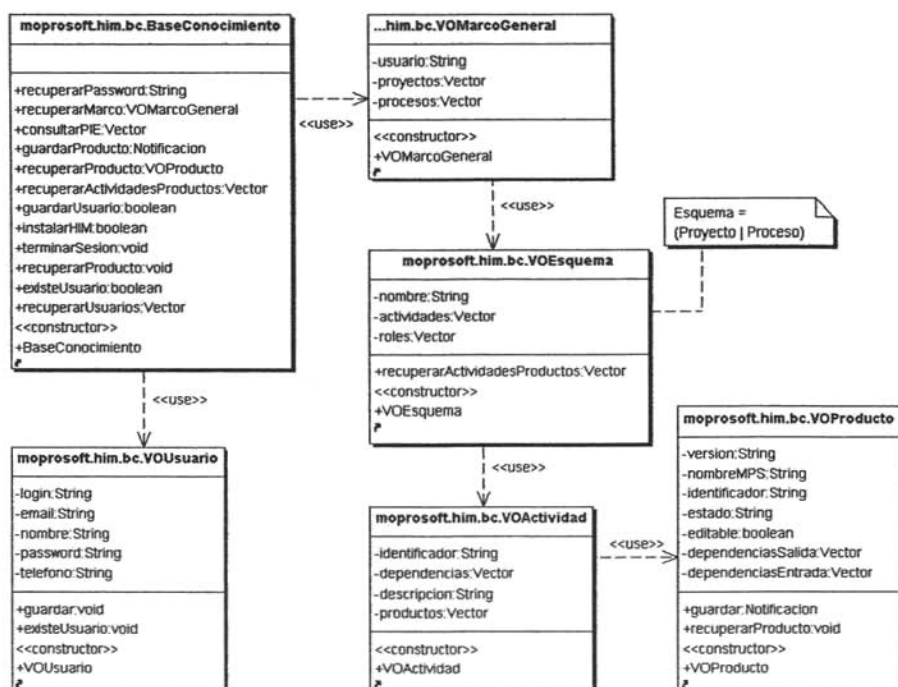 moprosoft.him.bc.BaseConocimiento
+recuperarPassword:String
+recuperarMarco:VOMarcoGeneral
+consultarPIE:Vector
+guardarProducto:Notificacion
+recuperarProducto:VOProducto
+recuperarActividadesProductos:Vector
+guardarUsuario:boolean
+instalarHIM:boolean
+terminarSesion:void
+recuperarProducto:void
+existeUsuario:boolean
+recuperarUsuarios:Vector
<<constructor>>
+BaseConocimiento
<<use>>
...him.bc.VOMarcoGeneral
-usuario:String
-proyectos:Vector
-procesos:Vector
<<constructor>>
+VOMarcoGeneral
<<use>>
Esquema =
(Proyecto | Proceso)
moprosoft.him.bc.VOEsquema
-nombre:String
-actividades:Vector
-roles:Vector
+recuperarActividadesProductos:Vector
<<constructor>>
+VOEsquema
<<use>>
<<use>>
moprosoft.him.bc.VOUsuario
-login:String
-email:String
-nombre:String
-password:String
-telefono:String
+guardar:void
+existeUsuario:void
<<constructor>>
+VOUsuario
moprosoft.him.bc.VOActividad
-identificador:String
-dependencias:Vector
-descripcion:String
-productos:Vector
<<constructor>>
+VOActividad
<<use>>
moprosoft.him.bc.VOProducto
-version:String
-nombreMPS:String
-identificador:String
-estado:String
-editable:boolean
-dependenciasSalida:Vector
-dependenciasEntrada:Vector
+guardar:Notificacion
+recuperarProducto:void
<<constructor>>
+VOProducto